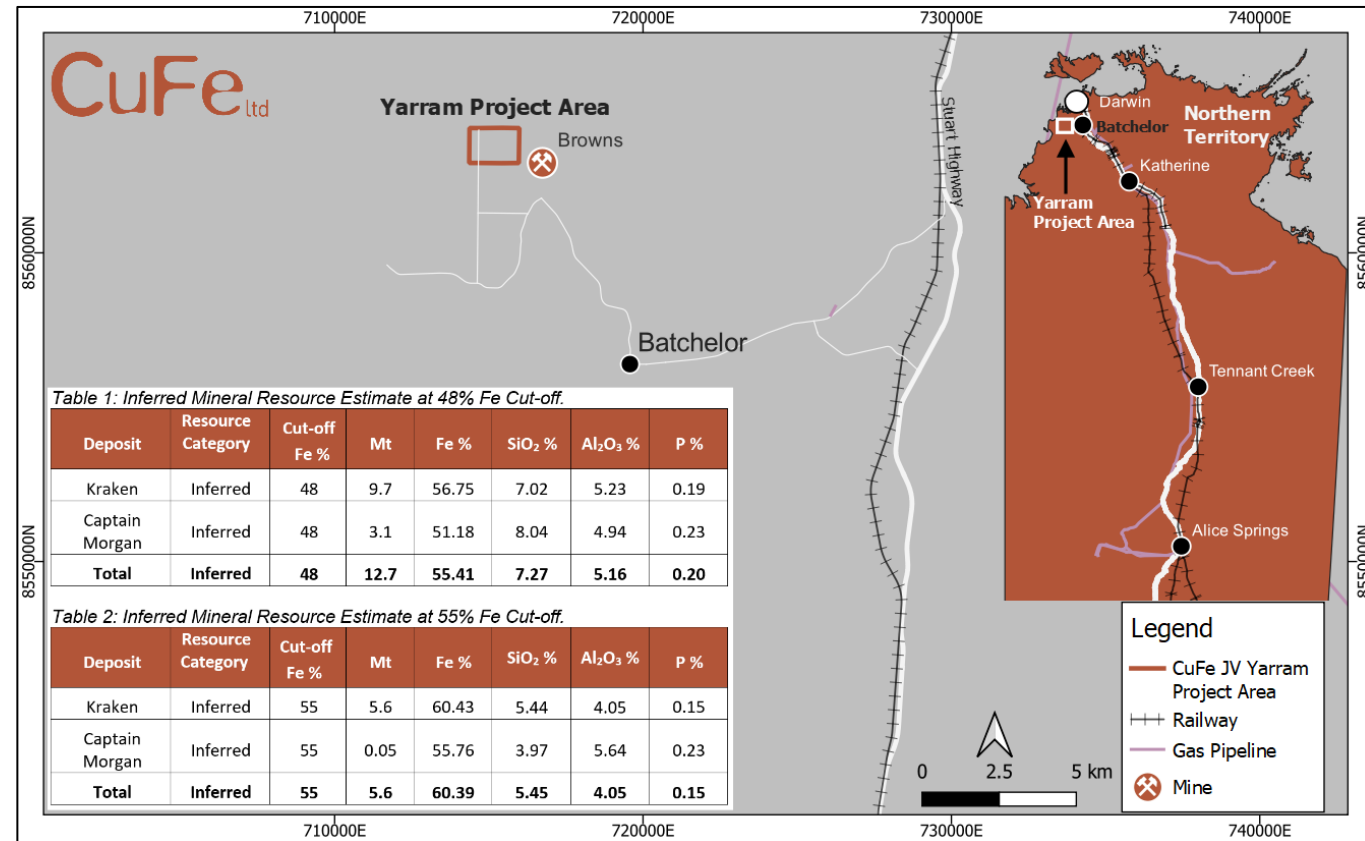 710000E 720000E 730000E 740000E
CuFe ltd
Yarram Project Area
Browns
Stuart Highway
Batchelor
8560000N
8560000N
8550000N
8550000N
Darwin
Northern
Territory
Batchelor
Katherine
Yarram
Project Area
Tennant Creek
Alice Springs
Table 1: Inferred Mineral Resource Estimate at 48% Fe Cut-off.
Deposit Resource Category Cut-off Fe % Mt Fe % SiO₂ % Al₂O₃ % P %
Kraken Inferred 48 9.7 56.75 7.02 5.23 0.19
Captain Morgan Inferred 48 3.1 51.18 8.04 4.94 0.23
Total Inferred 48 12.7 55.41 7.27 5.16 0.20
Table 2: Inferred Mineral Resource Estimate at 55% Fe Cut-off.
Deposit Resource Category Cut-off Fe % Mt Fe % SiO₂ % Al₂O₃ % P %
Kraken Inferred 55 5.6 60.43 5.44 4.05 0.15
Captain Morgan Inferred 55 0.05 55.76 3.97 5.64 0.23
Total Inferred 55 5.6 60.39 5.45 4.05 0.15
Legend
CuFe JV Yarram
Project Area
Railway
Gas Pipeline
Mine
0 2.5 5 km
710000E 720000E 730000E 740000E